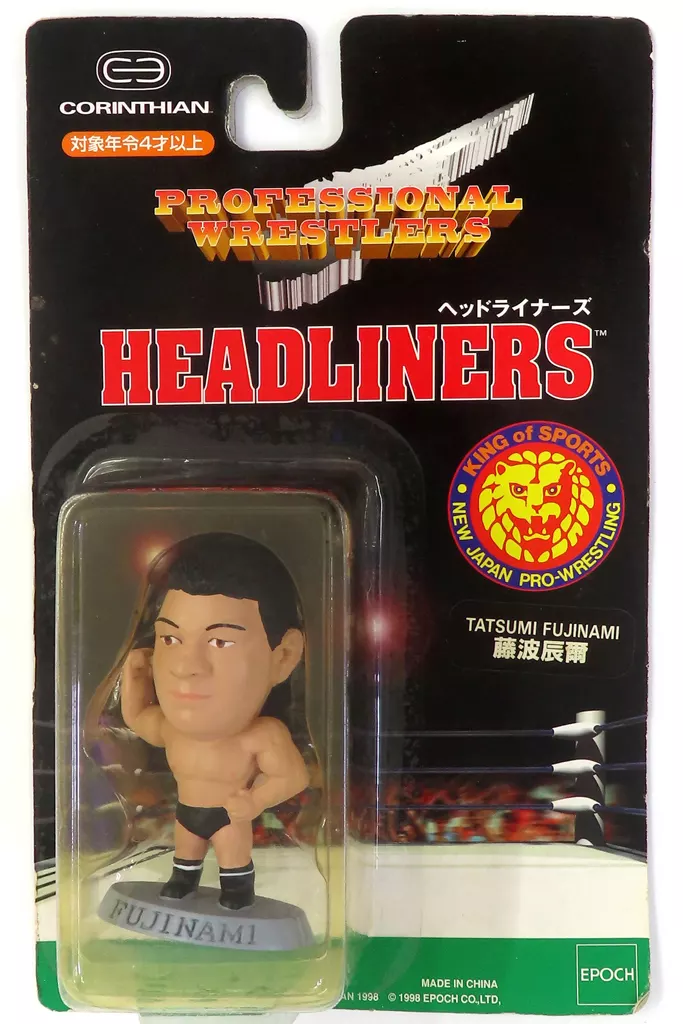 CORINTHIAN
対象年令4才以上
PROFESSIONAL
WRESTLERS
ヘッドライナーズ
HEADLINERS™
KING of SPORTS
NEW JAPAN PRO-WRESTLING
TATSUMI FUJINAMI
藤波辰爾
FUJINAMI
EPOCH
MADE IN CHINA
1998 © 1998 EPOCH CO.,LTD,